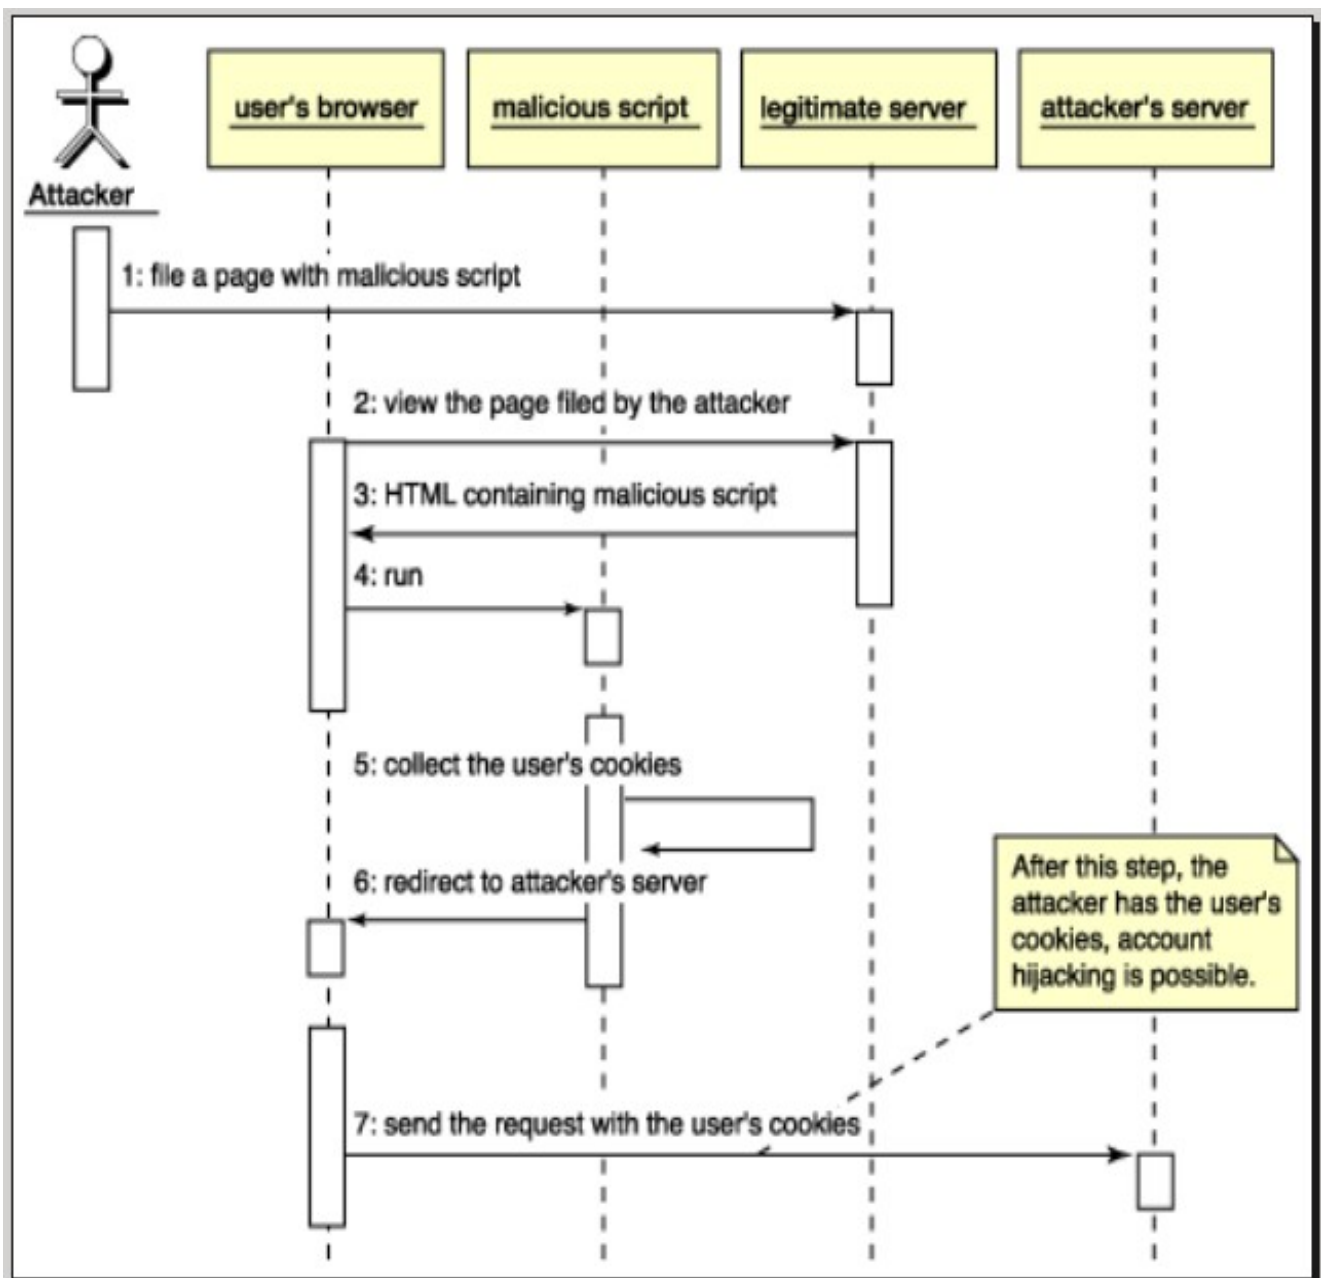 user's browser
malicious script
legitimate server
attacker's server
Attacker
1: file a page with malicious script
2: view the page filed by the attacker
3: HTML containing malicious script
4: run
5: collect the user's cookies
6: redirect to attacker's server
After this step, the
attacker has the user's
cookies, account
hijacking is possible.
7: send the request with the user's cookies